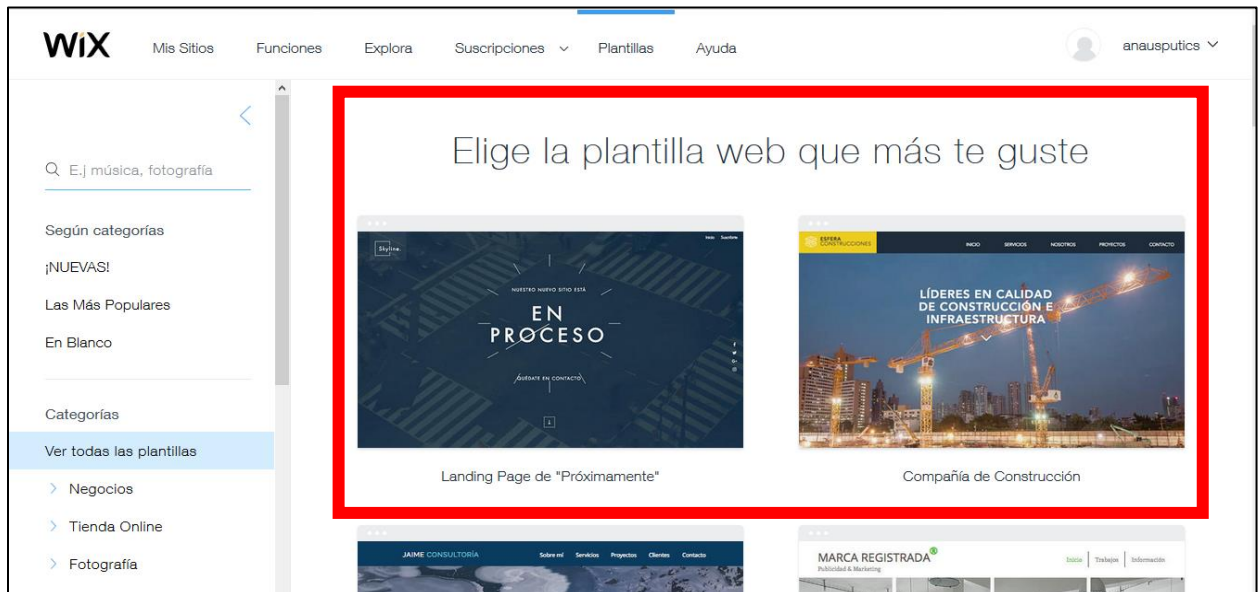 WiX
Mis Sitios
Funciones
Explora
Suscripciones
Plantillas
Ayuda
anausputics
E.j música, fotografía
Según categorías
¡NUEVAS!
Las Más Populares
En Blanco
Categorías
Ver todas las plantillas
Negocios
Tienda Online
Fotografía
Elige la plantilla web que más te guste
Skyline.
Inicio Suscribete
NUESTRO NUEVO SITIO ESTÁ
EN
PROCESO
¡QUÉDATE EN CONTACTO!
Landing Page de "Próximamente"
ESFERA
CONSTRUCCIONES
INICIO SERVICIOS NOSOTROS PROYECTOS CONTACTO
LÍDERES EN CALIDAD
DE CONSTRUCCIÓN E
INFRAESTRUCTURA
Compañía de Construcción
JAIME CONSULTORÍA
Sobre mí Servicios Proyectos Clientes Contacto
MARCA REGISTRADA®
Publicidad & Marketing
Inicio Trabajos Información